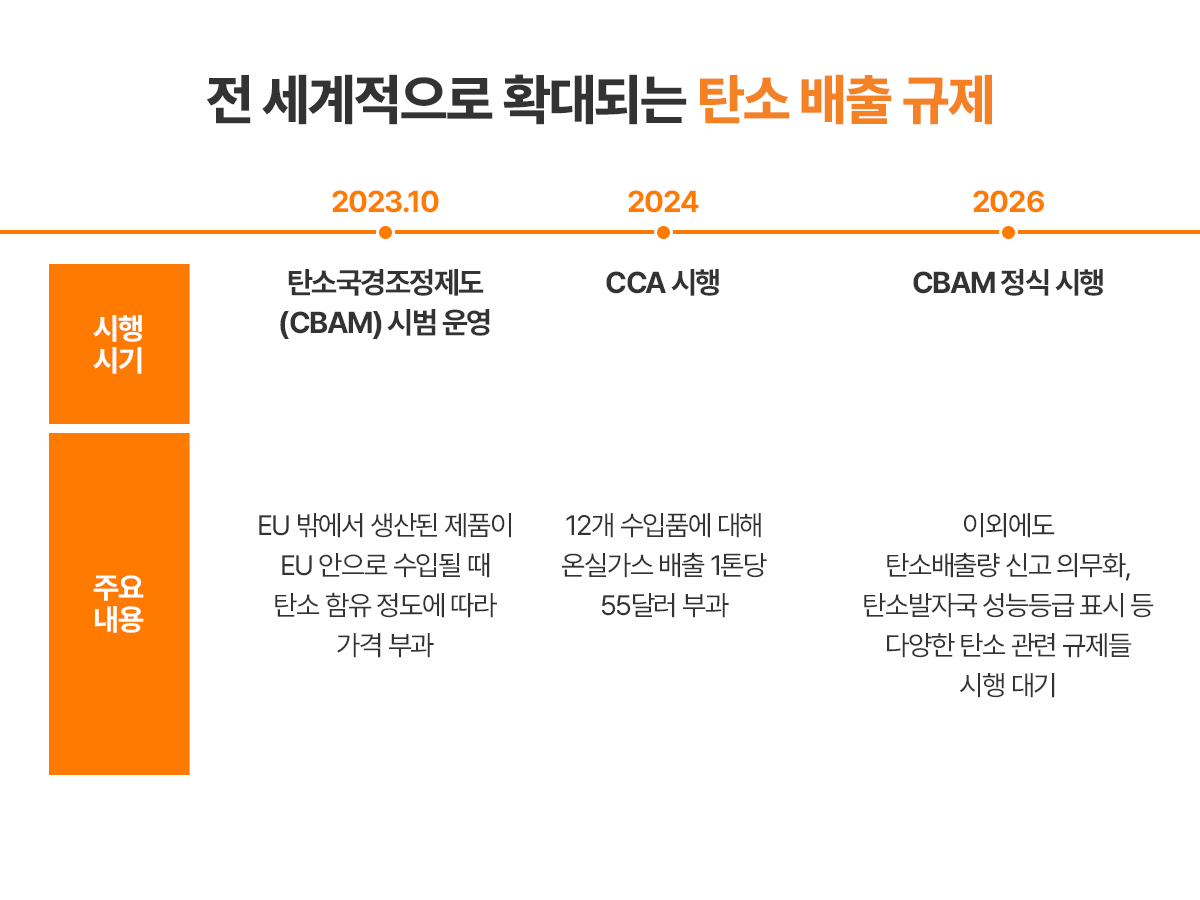 전 세계적으로 확대되는 탄소 배출 규제
2023.10
2024
2026
시행
시기
탄소국경조정제도
(CBAM) 시범 운영
CCA 시행
CBAM 정식 시행
주요
내용
EU 밖에서 생산된 제품이
EU 안으로 수입될 때
탄소 함유 정도에 따라
가격 부과
12개 수입품에 대해
온실가스 배출 1톤당
55달러 부과
이외에도
탄소배출량 신고 의무화,
탄소발자국 성능등급 표시 등
다양한 탄소 관련 규제들
시행 대기